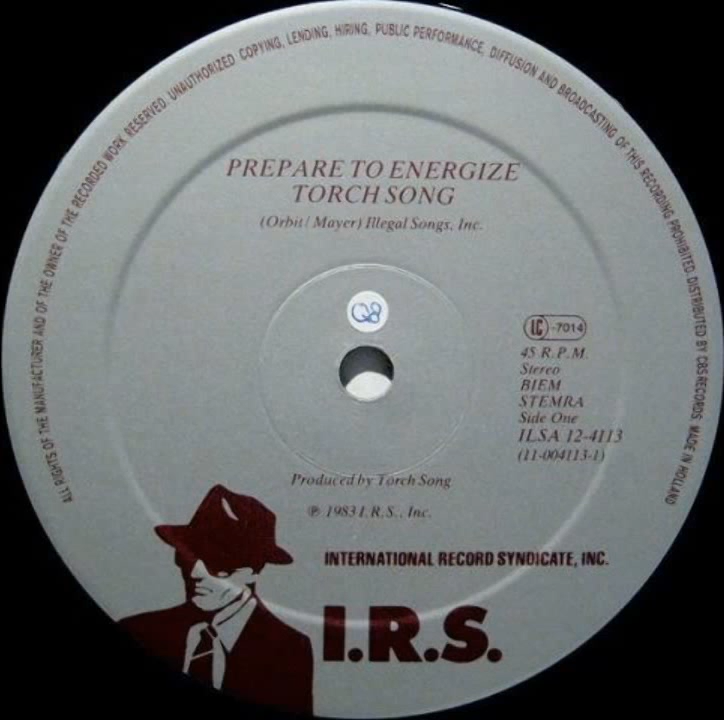 ALL RIGHTS OF THE MANUFACTURER AND OF THE OWNER OF THE RECORDED WORK RESERVED. UNAUTHORIZED COPYING, LENDING, HIRING, PUBLIC PERFORMANCE, DIFFUSION AND BROADCASTING OF THIS RECORDING PROHIBITED. DISTRIBUTED BY CBS RECORDS. MADE IN HOLLAND
PREPARE TO ENERGIZE
TORCH SONG
(Orbit / Mayer) Illegal Songs, Inc.
Q8
LC-7014
45 R.P.M.
Stereo
BIEM
STEMRA
Side One
ILSA 12-4113
(11-004113-1)
Produced by Torch Song
℗ 1983 I.R.S., Inc.
INTERNATIONAL RECORD SYNDICATE, INC.
I.R.S.